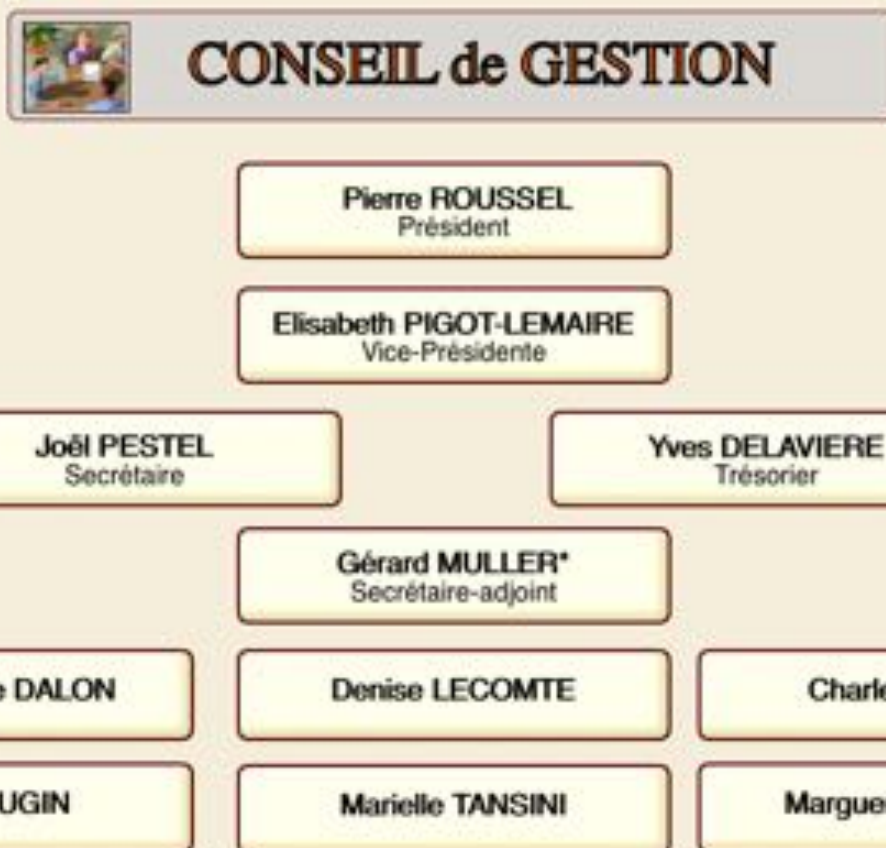 CONSEIL de GESTION
Pierre ROUSSEL
Président
Elisabeth PIGOT-LEMAIRE
Vice-Présidente
Joël PESTEL
Secrétaire
Yves DELAVIERE
Trésorier
Gérard MULLER*
Secrétaire-adjoint
DALON
Denise LECOMTE
Marielle TANSINI